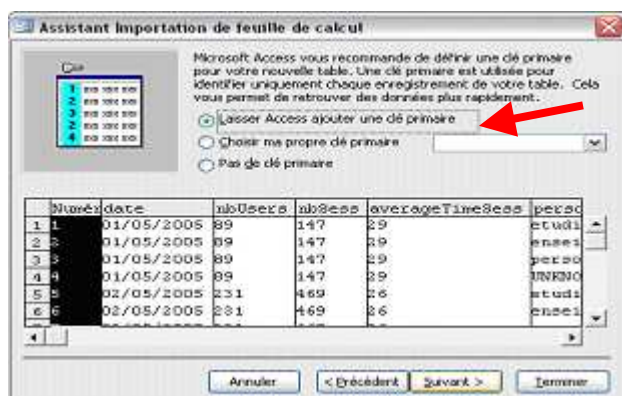 Assistant Importation de feuille de calcul
Microsoft Access vous recommande de définir une clé primaire
pour votre nouvelle table. Une clé primaire est utilisée pour
identifier uniquement chaque enregistrement de votre table. Cela
vous permet de retrouver des données plus rapidement.
Laisser Access ajouter une clé primaire
Choisir ma propre clé primaire
Pas de clé primaire
Numér date nbUsers nbSess averageTimeSess perso
1 1 01/05/2005 89 147 29 etudi
2 2 01/05/2005 89 147 29 ensei
3 3 01/05/2005 89 147 29 perso
4 4 01/05/2005 89 147 29 UNKNO
5 5 02/05/2005 231 469 26 etudi
6 6 02/05/2005 231 469 26 ensei
Annuler < Précédent Suivant > Terminer